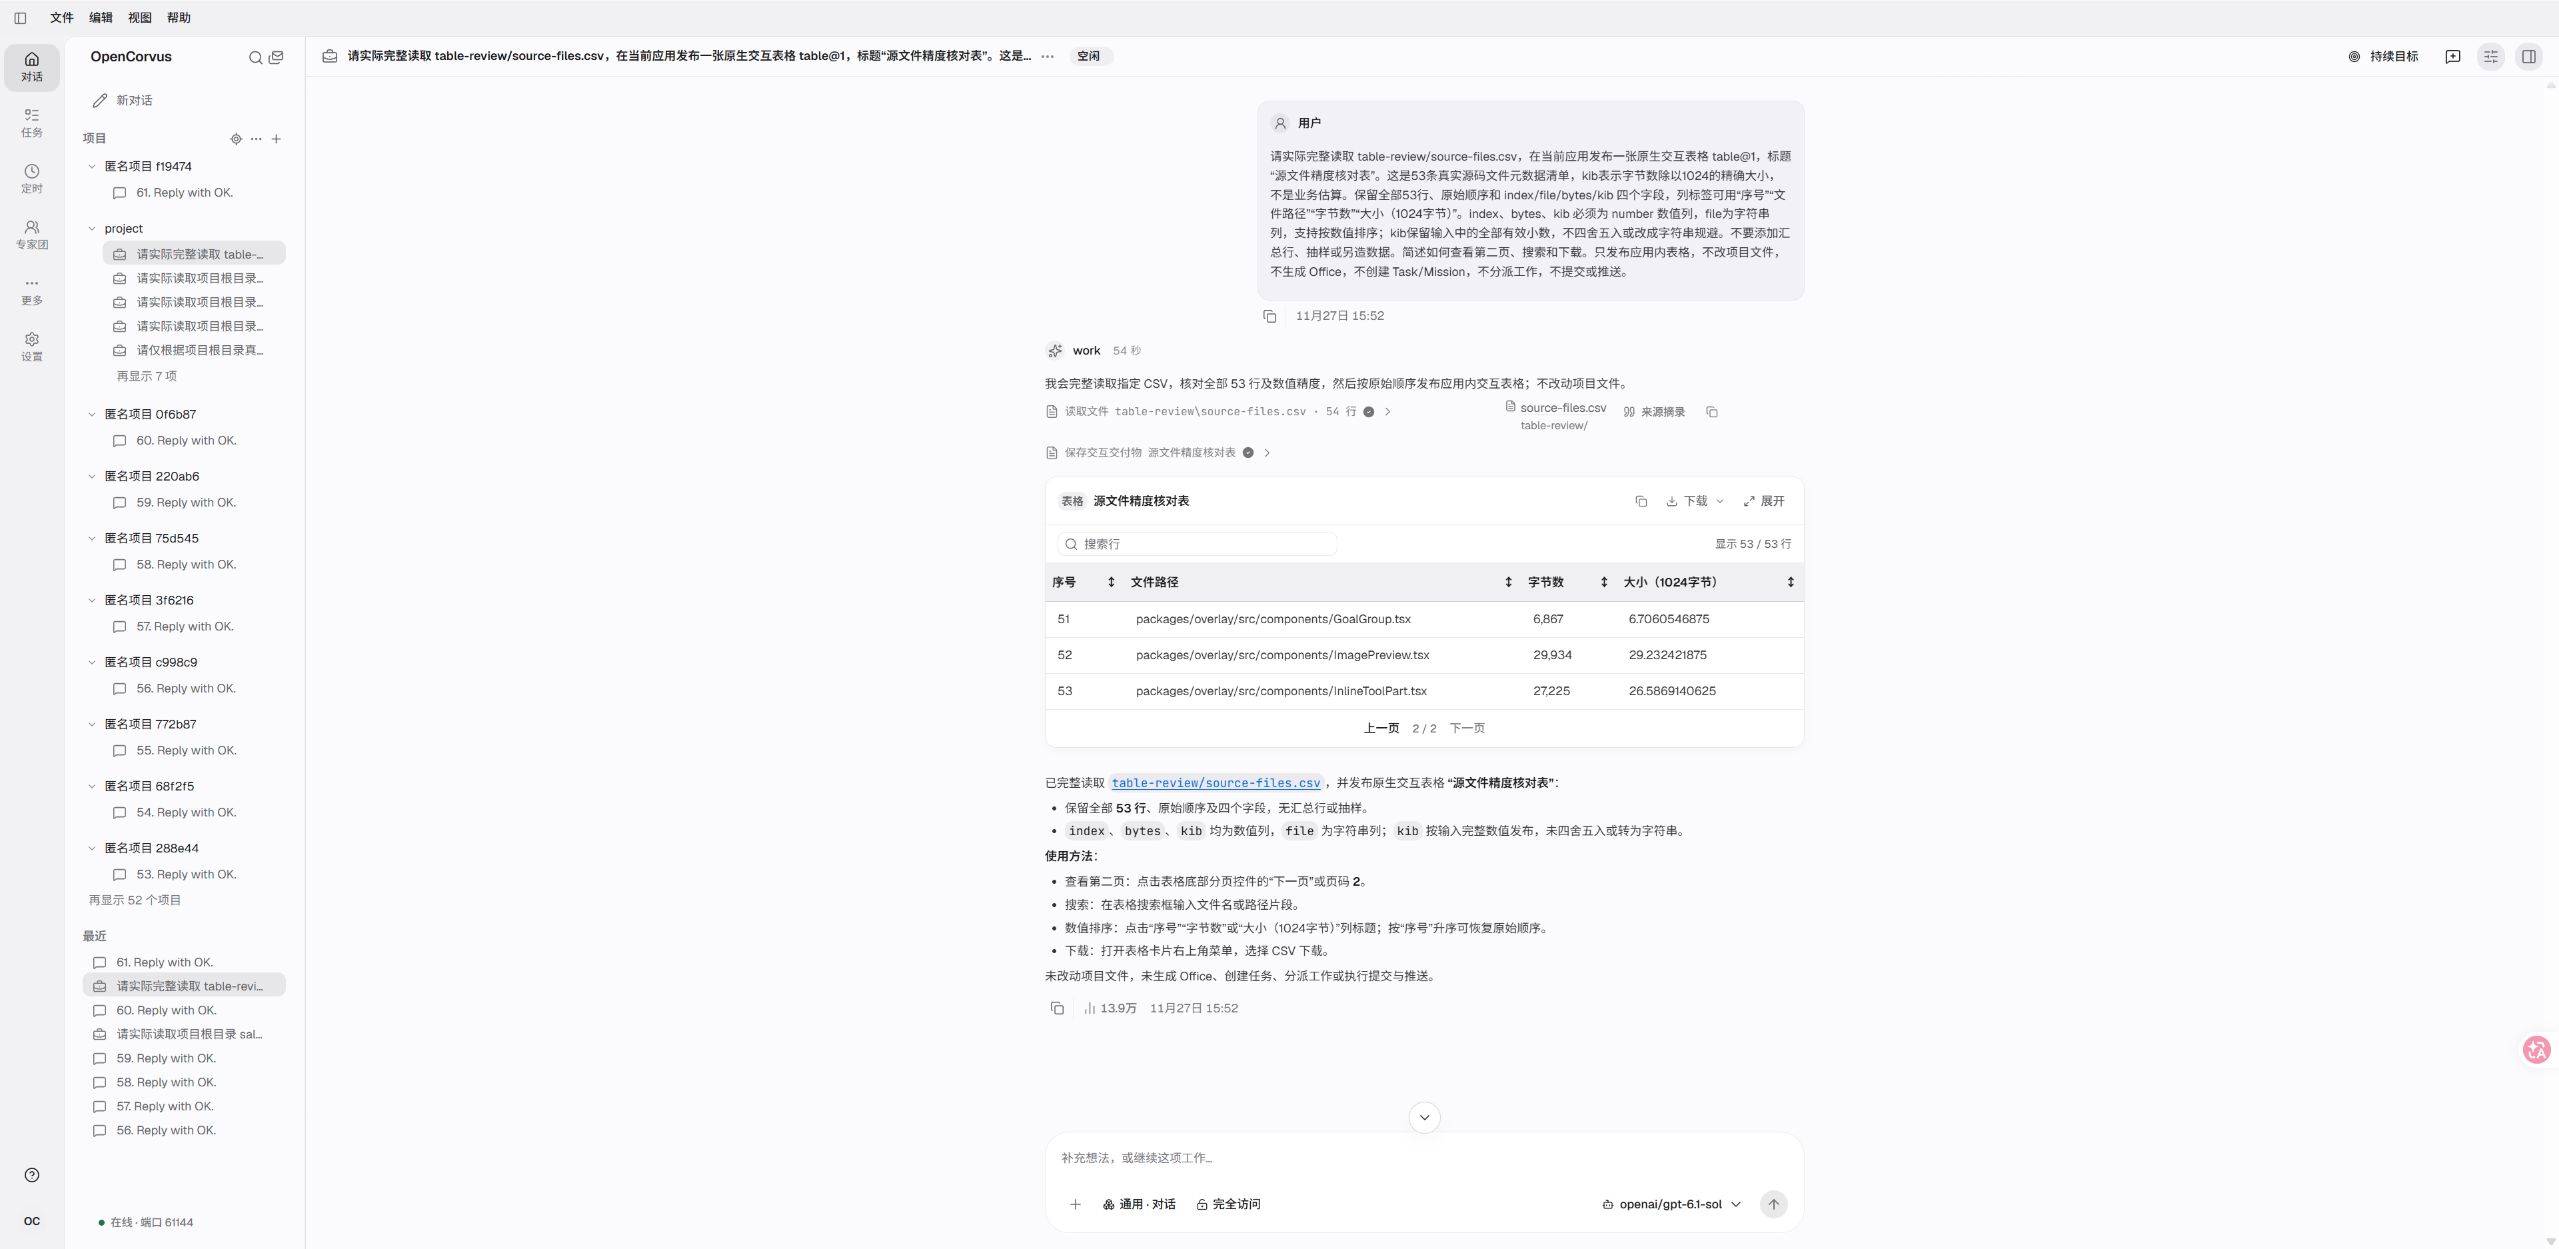 文件 编辑 视图 帮助
对话
任务
定时
专家团
更多
设置
OC
OpenCorvus
新对话
项目
匿名项目 f19474
61. Reply with OK.
project
请实际完整读取 table-...
请实际读取项目根目录...
请实际读取项目根目录...
请实际读取项目根目录...
请仅根据项目根目录真...
再显示 7 项
匿名项目 0f6b87
60. Reply with OK.
匿名项目 220ab6
59. Reply with OK.
匿名项目 75d545
58. Reply with OK.
匿名项目 3f6216
57. Reply with OK.
匿名项目 c998c9
56. Reply with OK.
匿名项目 772b87
55. Reply with OK.
匿名项目 68f2f5
54. Reply with OK.
匿名项目 288e44
53. Reply with OK.
再显示 52 个项目
最近
61. Reply with OK.
请实际完整读取 table-revi...
60. Reply with OK.
请实际读取项目根目录 sal...
59. Reply with OK.
58. Reply with OK.
57. Reply with OK.
56. Reply with OK.
在线 · 端口 61144
请实际完整读取 table-review/source-files.csv，在当前应用发布一张原生交互表格 table@1，标题“源文件精度核对表”。这是... 空闲
持续目标
用户
请实际完整读取 table-review/source-files.csv，在当前应用发布一张原生交互表格 table@1，标题
“源文件精度核对表”。这是53条真实源码文件元数据清单，kib表示字节数除以1024的精确大小，
不是业务估算。保留全部53行、原始顺序和 index/file/bytes/kib 四个字段，列标签可用“序号”“文
件路径”“字节数”“大小（1024字节）”。index、bytes、kib 必须为 number 数值列，file为字符串
列，支持按数值排序；kib保留输入中的全部有效小数，不四舍五入或改成字符串规避。不要添加汇
总行、抽样或另造数据。简述如何查看第二页、搜索和下载。只发布应用内表格，不改项目文件，
不生成 Office，不创建 Task/Mission，不分派工作，不提交或推送。
11月27日 15:52
work 54 秒
我会完整读取指定 CSV，核对全部 53 行及数值精度，然后按原始顺序发布应用内交互表格；不改动项目文件。
读取文件 table-review\source-files.csv · 54 行
source-files.csv
table-review/
来源摘录
保存交互交付物 源文件精度核对表
表格 源文件精度核对表 下载 展开
搜索行 显示 53 / 53 行
序号 文件路径 字节数 大小（1024字节）
51 packages/overlay/src/components/GoalGroup.tsx 6,867 6.7060546875
52 packages/overlay/src/components/ImagePreview.tsx 29,934 29.232421875
53 packages/overlay/src/components/InlineToolPart.tsx 27,225 26.5869140625
上一页 2 / 2 下一页
已完整读取 table-review/source-files.csv，并发布原生交互表格 “源文件精度核对表”：
• 保留全部 53 行、原始顺序及四个字段，无汇总行或抽样。
• index、bytes、kib 均为数值列，file 为字符串列；kib 按输入完整数值发布，未四舍五入或转为字符串。
使用方法：
• 查看第二页：点击表格底部分页控件的“下一页”或页码 2。
• 搜索：在表格搜索框输入文件名或路径片段。
• 数值排序：点击“序号”“字节数”或“大小（1024字节）”列标题；按“序号”升序可恢复原始顺序。
• 下载：打开表格卡片右上角菜单，选择 CSV 下载。
未改动项目文件，未生成 Office、创建任务、分派工作或执行提交与推送。
13.9万 11月27日 15:52
补充想法，或继续这项工作...
通用 · 对话 完全访问 openai/gpt-6.1-sol